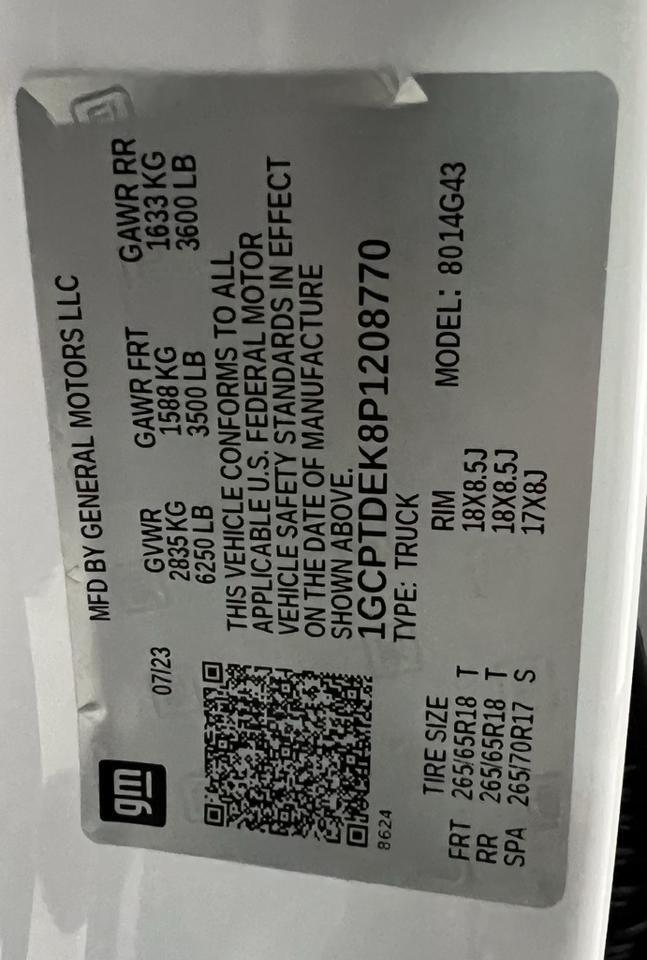 gm
MFD BY GENERAL MOTORS LLC
07/23
GVWR GAWR FRT GAWR RR
2835 KG 1588 KG 1633 KG
6250 LB 3500 LB 3600 LB
THIS VEHICLE CONFORMS TO ALL
APPLICABLE U.S. FEDERAL MOTOR
VEHICLE SAFETY STANDARDS IN EFFECT
ON THE DATE OF MANUFACTURE
SHOWN ABOVE.
1GCPTDEK8P1208770
TYPE: TRUCK
8624
TIRE SIZE RIM MODEL: 8014G43
FRT 265/65R18 T 18X8.5J
RR 265/65R18 T 18X8.5J
SPA 265/70R17 S 17X8J